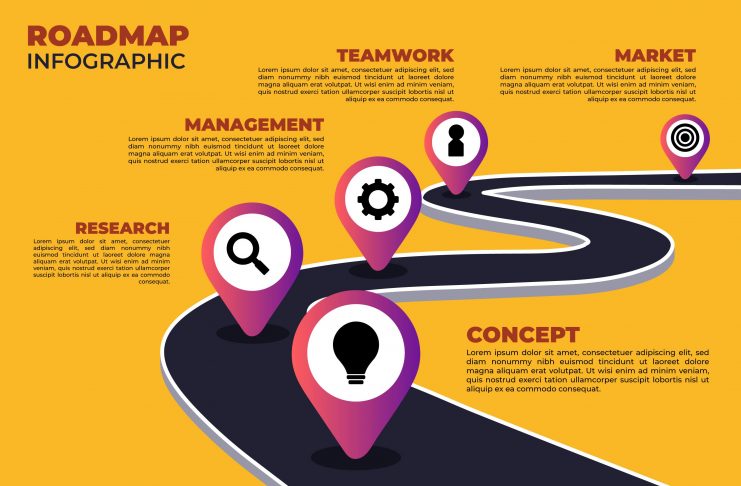 ROADMAP
INFOGRAPHIC
TEAMWORK
Lorem ipsum dolor sit amet, consectetuer adipiscing
elit, sed diam nonummy nibh euismod tincidunt ut
laoreet dolore magna aliquam erat volutpat. Ut wisi
enim ad minim veniam, quis nostrud exerci tation
ullamcorper suscipit lobortis nisl ut aliquip ex ea
commodo consequat.
MARKET
Lorem ipsum dolor sit amet, consectetuer adipiscing
elit, sed diam nonummy nibh euismod tincidunt ut
laoreet dolore magna aliquam erat volutpat. Ut wisi enim
ad minim veniam, quis nostrud exerci tation
ullamcorper suscipit lobortis nisl ut aliquip ex ea
commodo consequat.
MANAGEMENT
Lorem ipsum dolor sit amet, consectetuer adipiscing elit,
sed diam nonummy nibh euismod tincidunt ut laoreet
dolore magna aliquam erat volutpat. Ut wisi enim ad
minim veniam, quis nostrud exerci tation
ullamcorper suscipit lobortis nisl ut
aliquip ex ea commodo consequat.
RESEARCH
Lorem ipsum dolor sit amet, consectetuer
adipiscing elit, sed diam nonummy nibh
euismod tincidunt ut laoreet dolore
magna aliquam erat volutpat. Ut wisi
enim ad minim veniam, quis nostrud
exerci tation ullamcorper suscipit
lobortis nisl ut aliquip ex ea commodo
consequat.
CONCEPT
Lorem ipsum dolor sit amet, consectetuer adipiscing
elit, sed diam nonummy nibh euismod tincidunt ut
laoreet dolore magna aliquam erat volutpat. Ut wisi
enim ad minim veniam, quis nostrud exerci tation
ullamcorper suscipit lobortis nisl ut aliquip ex ea
commodo consequat.